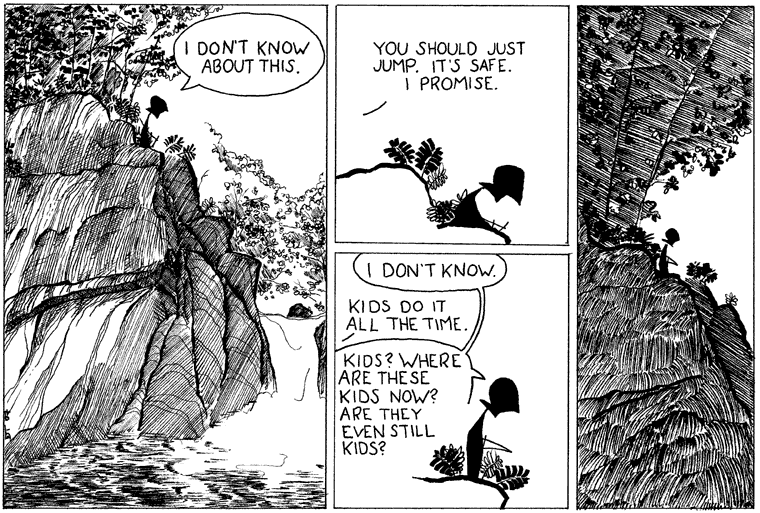 I DON'T KNOW
ABOUT THIS.
YOU SHOULD JUST
JUMP. IT'S SAFE.
I PROMISE.
I DON'T KNOW.
KIDS DO IT
ALL THE TIME.
KIDS? WHERE
ARE THESE
KIDS NOW?
ARE THEY
EVEN STILL
KIDS?